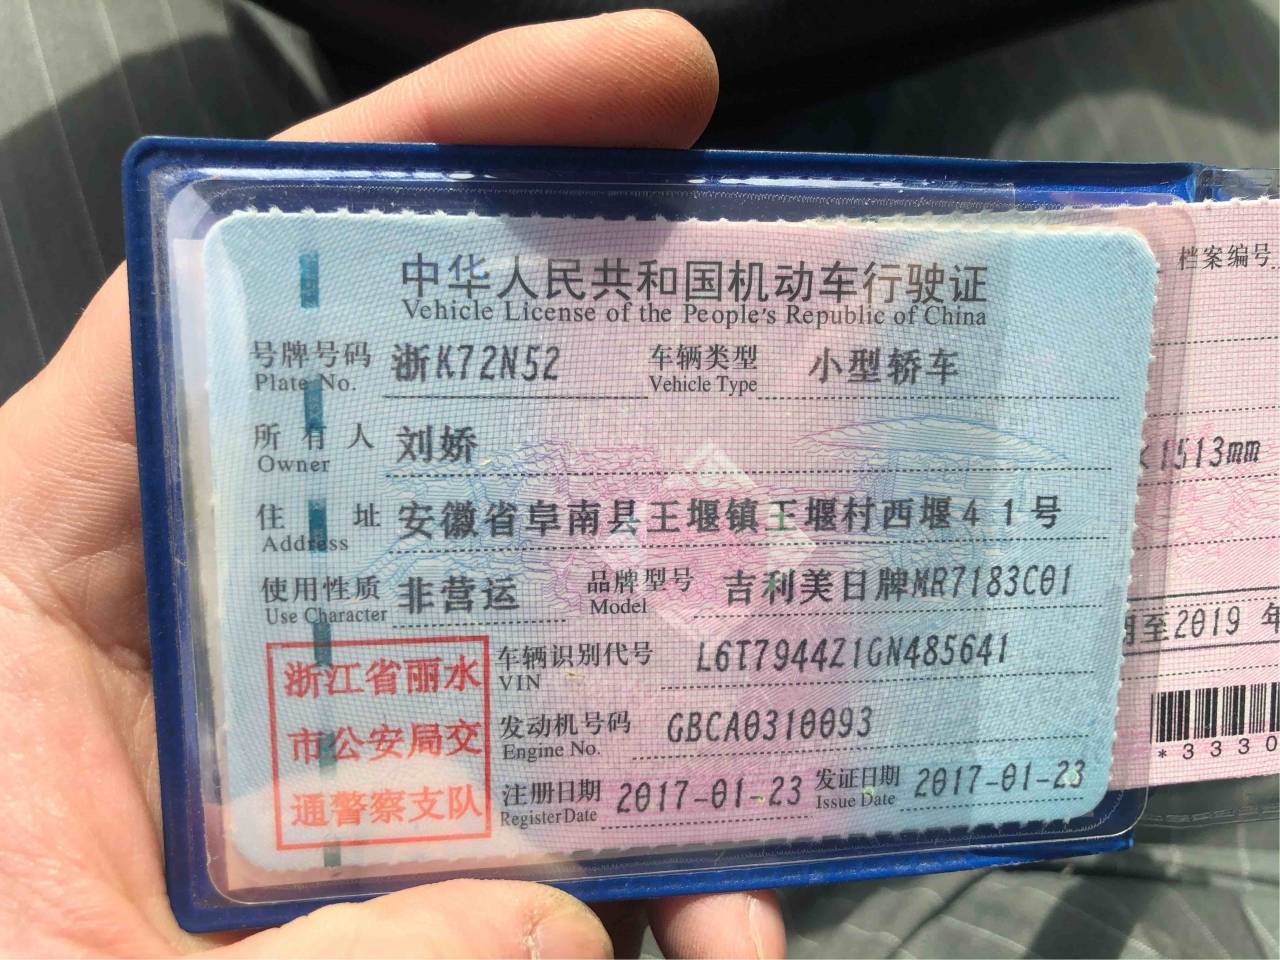 中华人民共和国机动车行驶证
Vehicle License of the People's Republic of China
号牌号码 浙K72N52 车辆类型 小型轿车
Plate No. Vehicle Type
所有人 刘娇
Owner
住址 安徽省阜南县王堰镇王堰村西堰41号
Address
使用性质 非营运 品牌型号 吉利美日牌MR7183C01
Use Character Model
车辆识别代号 L6T7944Z1GN485641
VIN
发动机号码 GBCA0310093
Engine No.
注册日期 2017-01-23 发证日期 2017-01-23
Register Date Issue Date
浙江省丽水
市公安局交
通警察支队
档案编号
1513mm
至2019 年
*3330